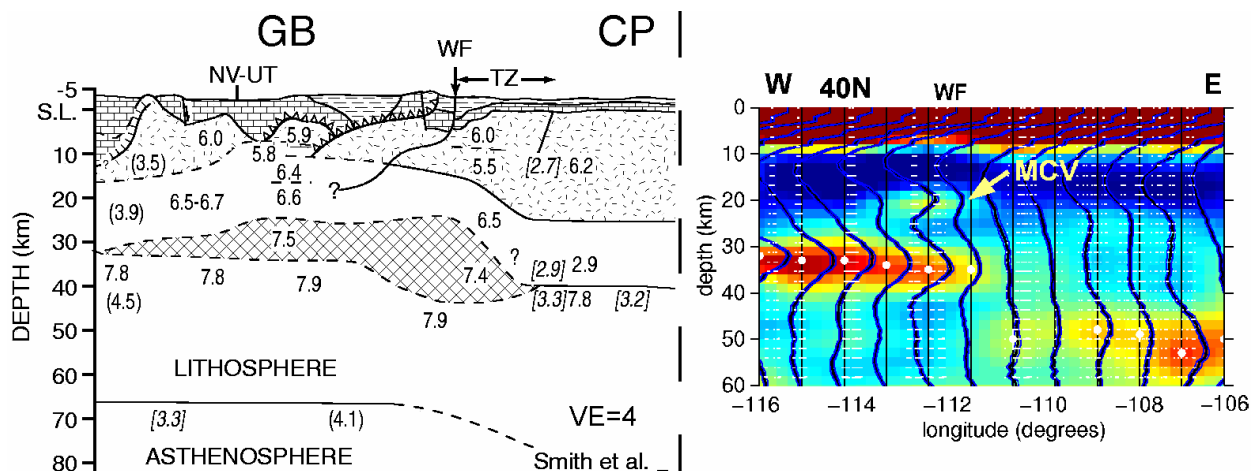 GB CP
WF
NV-UT TZ
-5
S.L.
10
20
30
40
50
60
70
80
DEPTH (km)
6.0 5.9 6.0
5.8 5.5
(3.5) [2.7] 6.2
6.4
6.6
?
(3.9) 6.5-6.7 6.5
7.5 ?
7.8 7.8 7.9 7.4 [2.9] 2.9
(4.5) [3.3] 7.8 [3.2]
7.9
LITHOSPHERE
[3.3] (4.1) VE=4
ASTHENOSPHERE Smith et al.
W 40N WF E
MCV
0
10
20
30
40
50
60
depth (km)
-116 -114 -112 -110 -108 -106
longitude (degrees)